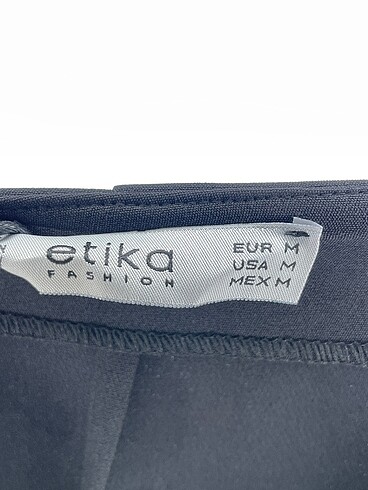 etika
FASHION
EUR M
USA M
MEX M